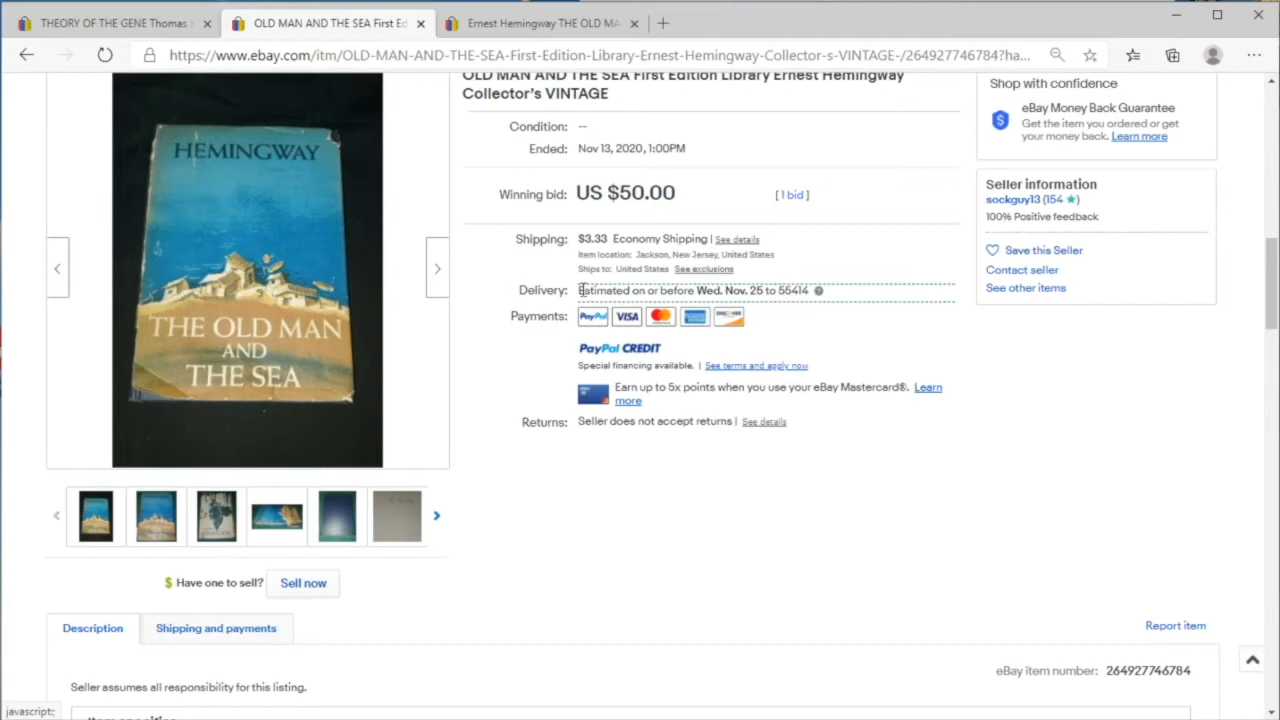 THEORY OF THE GENE Thomas
OLD MAN AND THE SEA First Ed
Ernest Hemingway THE OLD MA
https://www.ebay.com/itm/OLD-MAN-AND-THE-SEA-First-Edition-Library-Ernest-Hemingway-Collector-s-VINTAGE-/264927746784?ha...
OLD MAN AND THE SEA First Edition Library Ernest Hemingway
Collector's VINTAGE
Condition: --
Ended: Nov 13, 2020, 1:00PM
Winning bid: US $50.00 [ 1 bid ]
Shipping: $3.33 Economy Shipping | See details
Item location: Jackson, New Jersey, United States
Ships to: United States See exclusions
Delivery: Estimated on or before Wed. Nov. 25 to 55414
Payments: PayPal VISA
PayPal CREDIT
Special financing available. | See terms and apply now
Earn up to 5x points when you use your eBay Mastercard®. Learn
more
Returns: Seller does not accept returns | See details
Shop with confidence
eBay Money Back Guarantee
Get the item you ordered or get
your money back. Learn more
Seller information
sockguy13 (154 ★)
100% Positive feedback
Save this Seller
Contact seller
See other items
HEMINGWAY
THE OLD MAN
AND
THE SEA
$ Have one to sell? Sell now
Description
Shipping and payments
Report item
eBay item number: 264927746784
Seller assumes all responsibility for this listing.
javascript:;